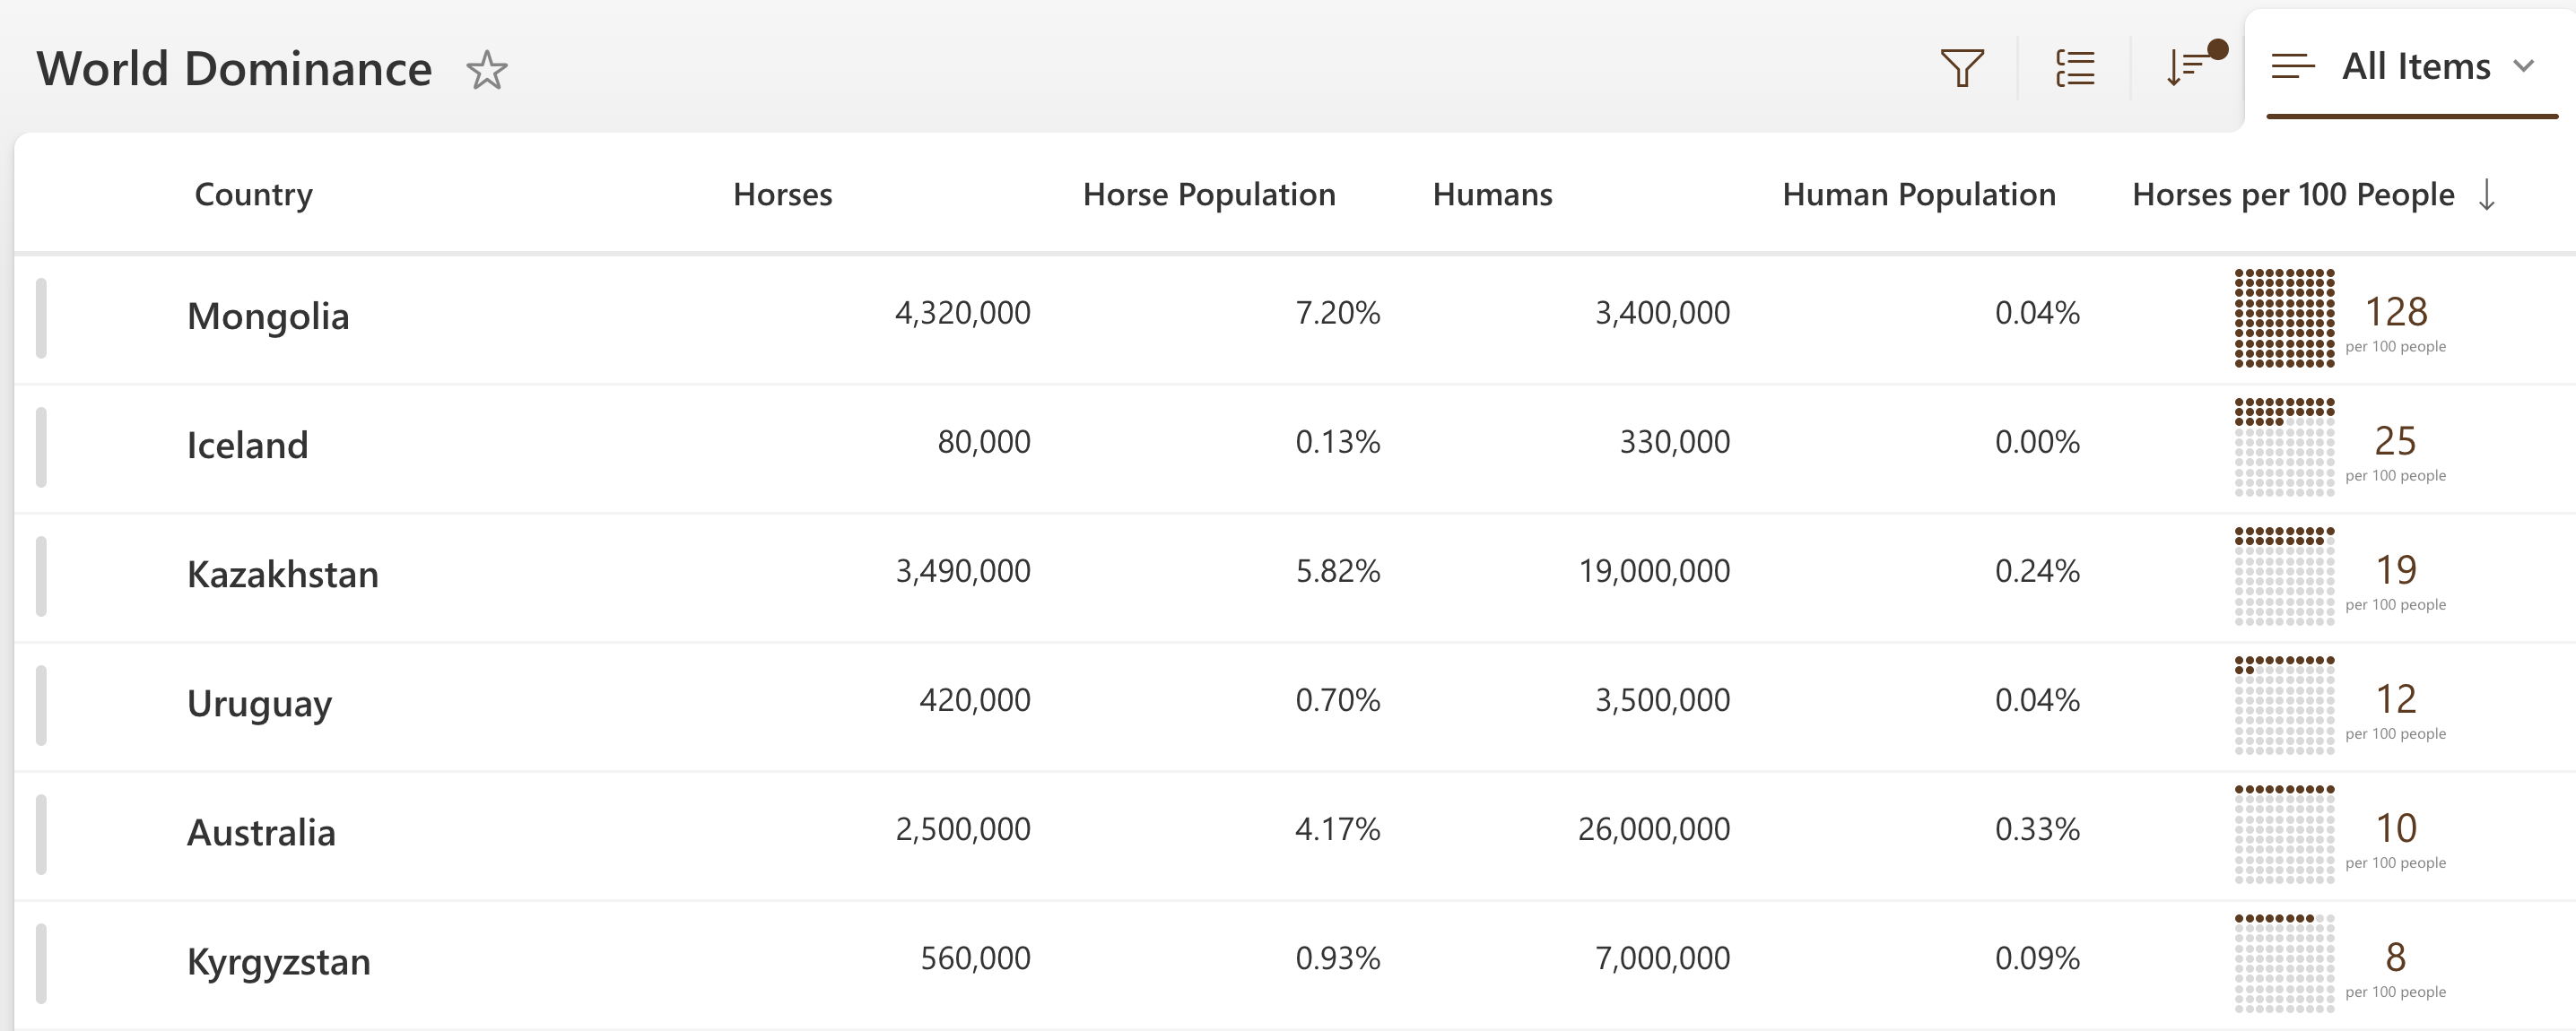 World Dominance
All Items
Country Horses Horse Population Humans Human Population Horses per 100 People
Mongolia 4,320,000 7.20% 3,400,000 0.04% 128
per 100 people
Iceland 80,000 0.13% 330,000 0.00% 25
per 100 people
Kazakhstan 3,490,000 5.82% 19,000,000 0.24% 19
per 100 people
Uruguay 420,000 0.70% 3,500,000 0.04% 12
per 100 people
Australia 2,500,000 4.17% 26,000,000 0.33% 10
per 100 people
Kyrgyzstan 560,000 0.93% 7,000,000 0.09% 8
per 100 people